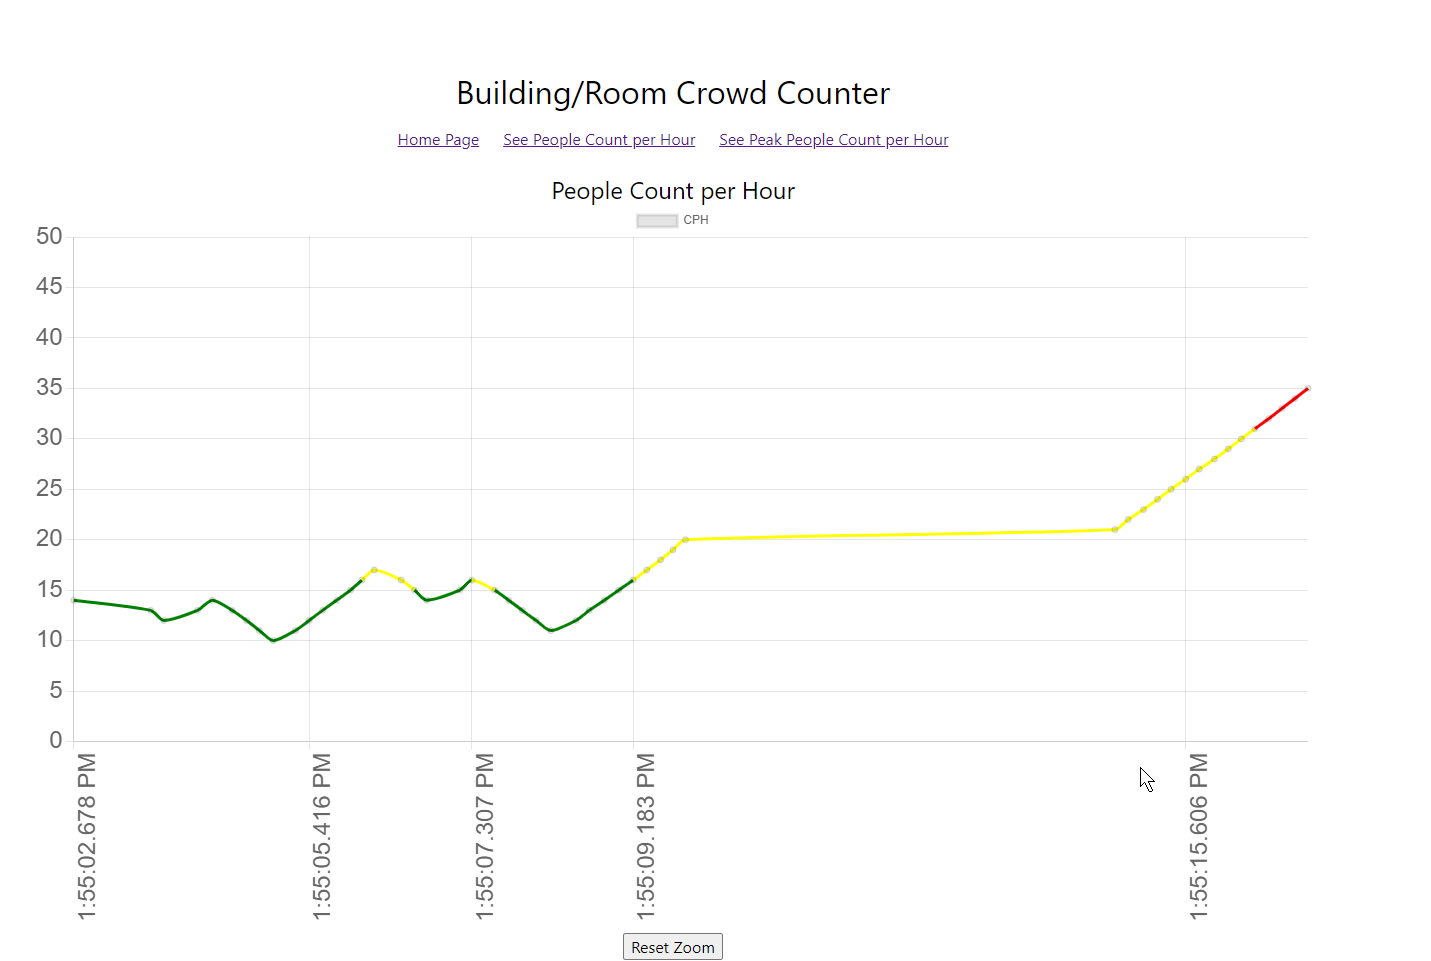 Building/Room Crowd Counter
Home Page See People Count per Hour See Peak People Count per Hour
People Count per Hour
CPH
50
45
40
35
30
25
20
15
10
5
0
1:55:02.678 PM
1:55:05.416 PM
1:55:07.307 PM
1:55:09.183 PM
1:55:15.606 PM
Reset Zoom